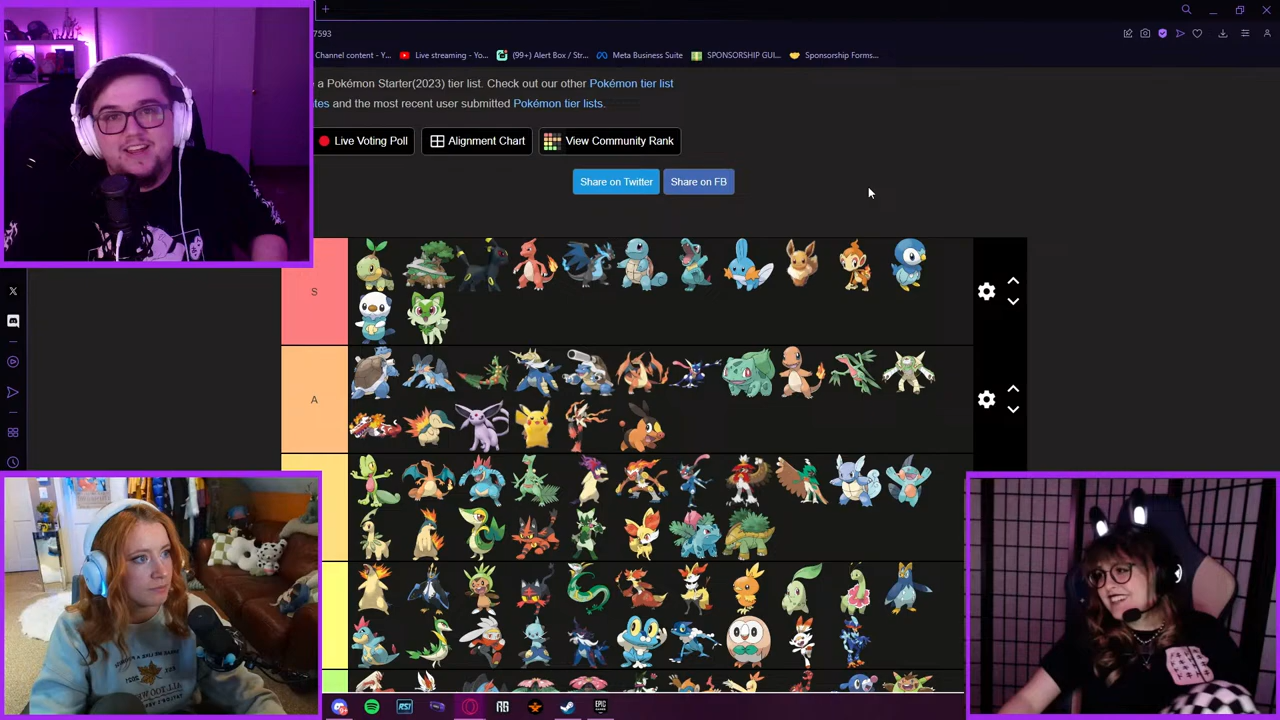 7593
Channel content - Y...
Live streaming - Yo...
(99+) Alert Box / Str...
Meta Business Suite
SPONSORSHIP GUI...
Sponsorship Forms...
e a Pokémon Starter(2023) tier list. Check out our other Pokémon tier list
tes and the most recent user submitted Pokémon tier lists.
Live Voting Poll
Alignment Chart
View Community Rank
Share on Twitter
Share on FB
S
A
RSI
EPIC